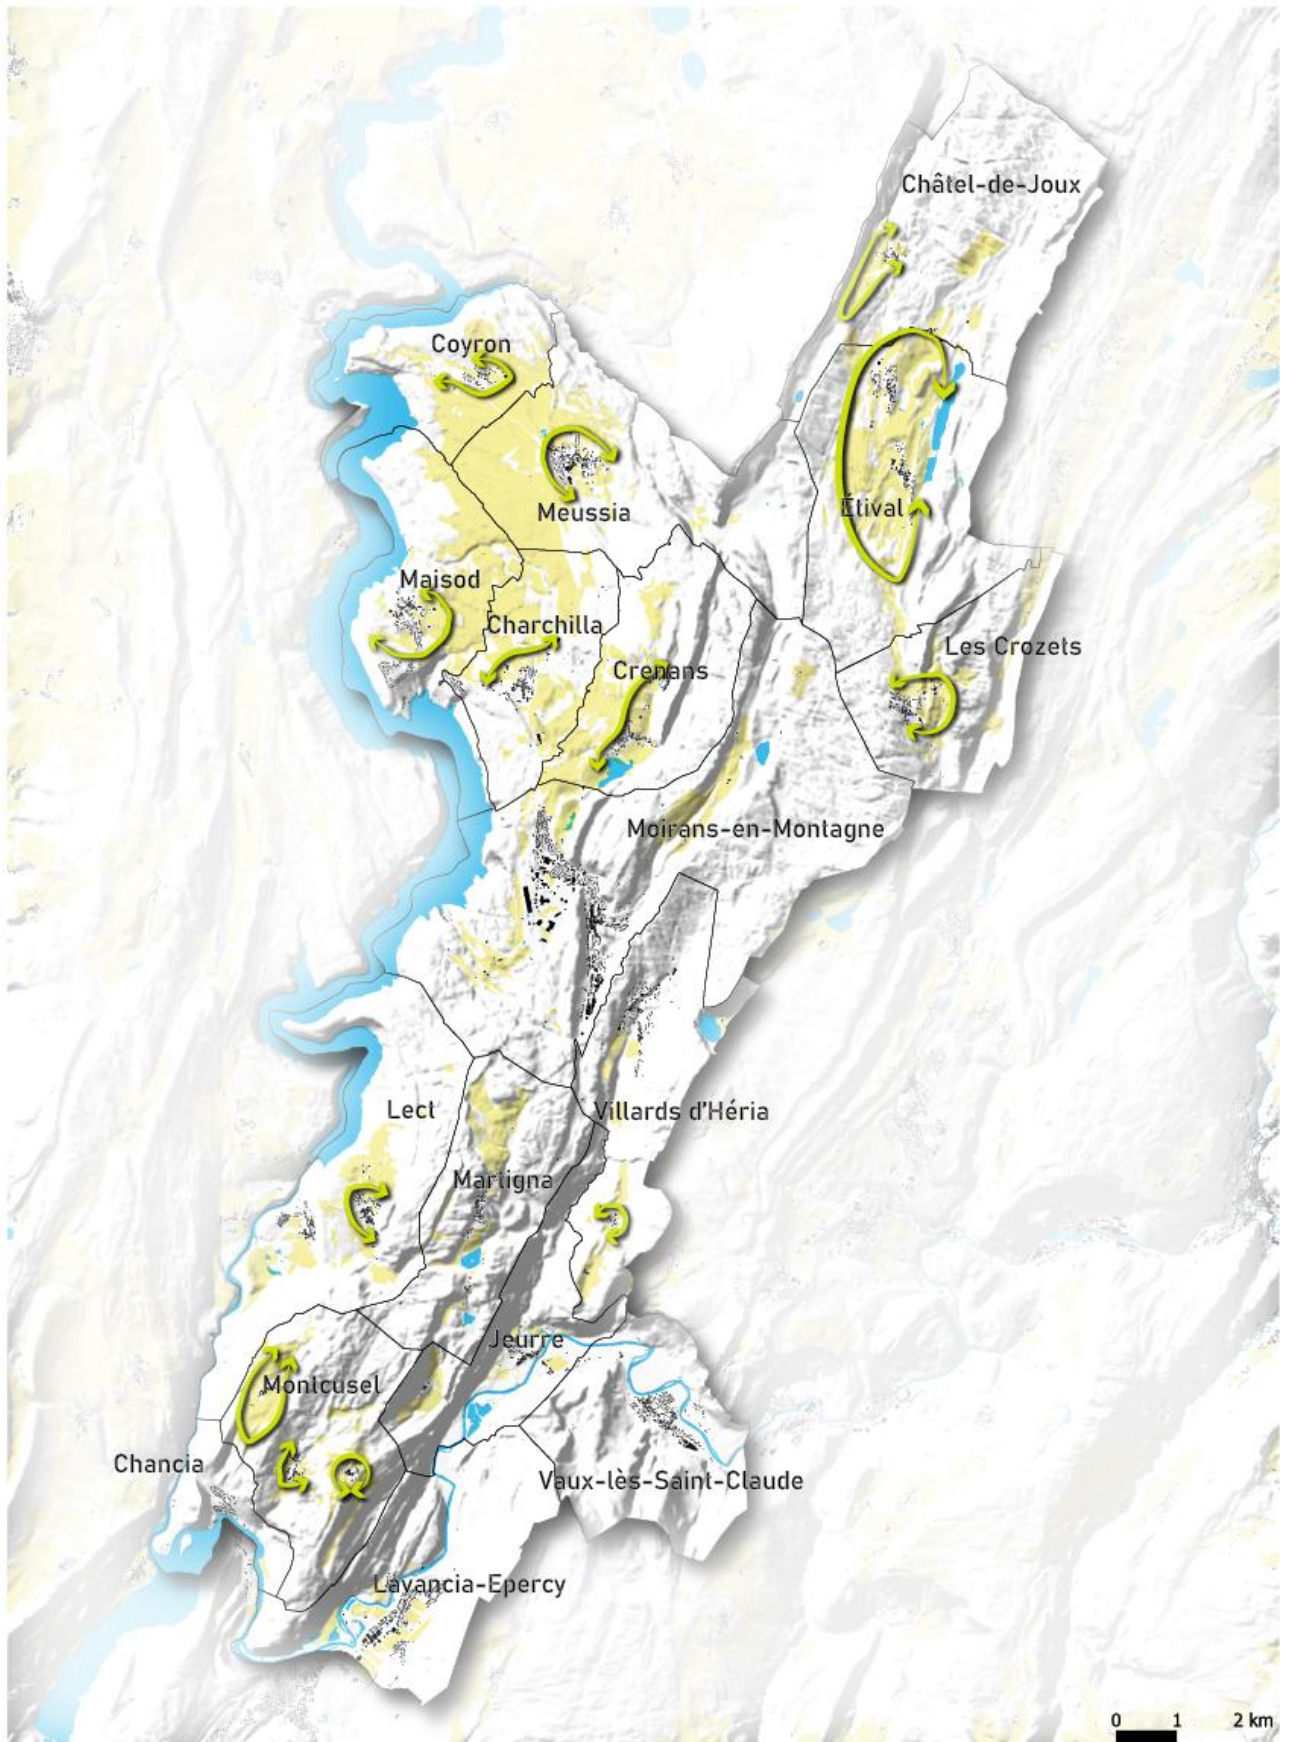 Châtel-de-Joux
Coyron
Meussia
Étival
Maisod
Charchilla
Les Crozets
Crenans
Moirans-en-Montagne
Lect
Villards d'Héria
Martigna
Jeurre
Montcusel
Chancia
Vaux-lès-Saint-Claude
Lavancia-Epercy
0 1 2 km